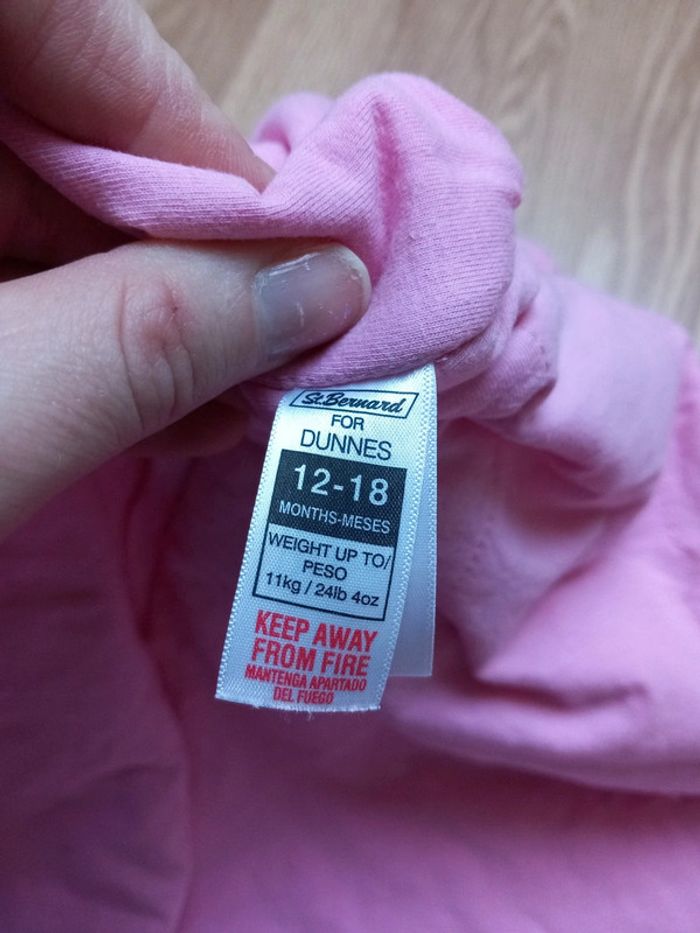 St.Bernard
FOR
DUNNES
12-18
MONTHS-MESES
WEIGHT UP TO/
PESO
11kg / 24lb 4oz
KEEP AWAY
FROM FIRE
MANTENGA APARTADO
DEL FUEGO